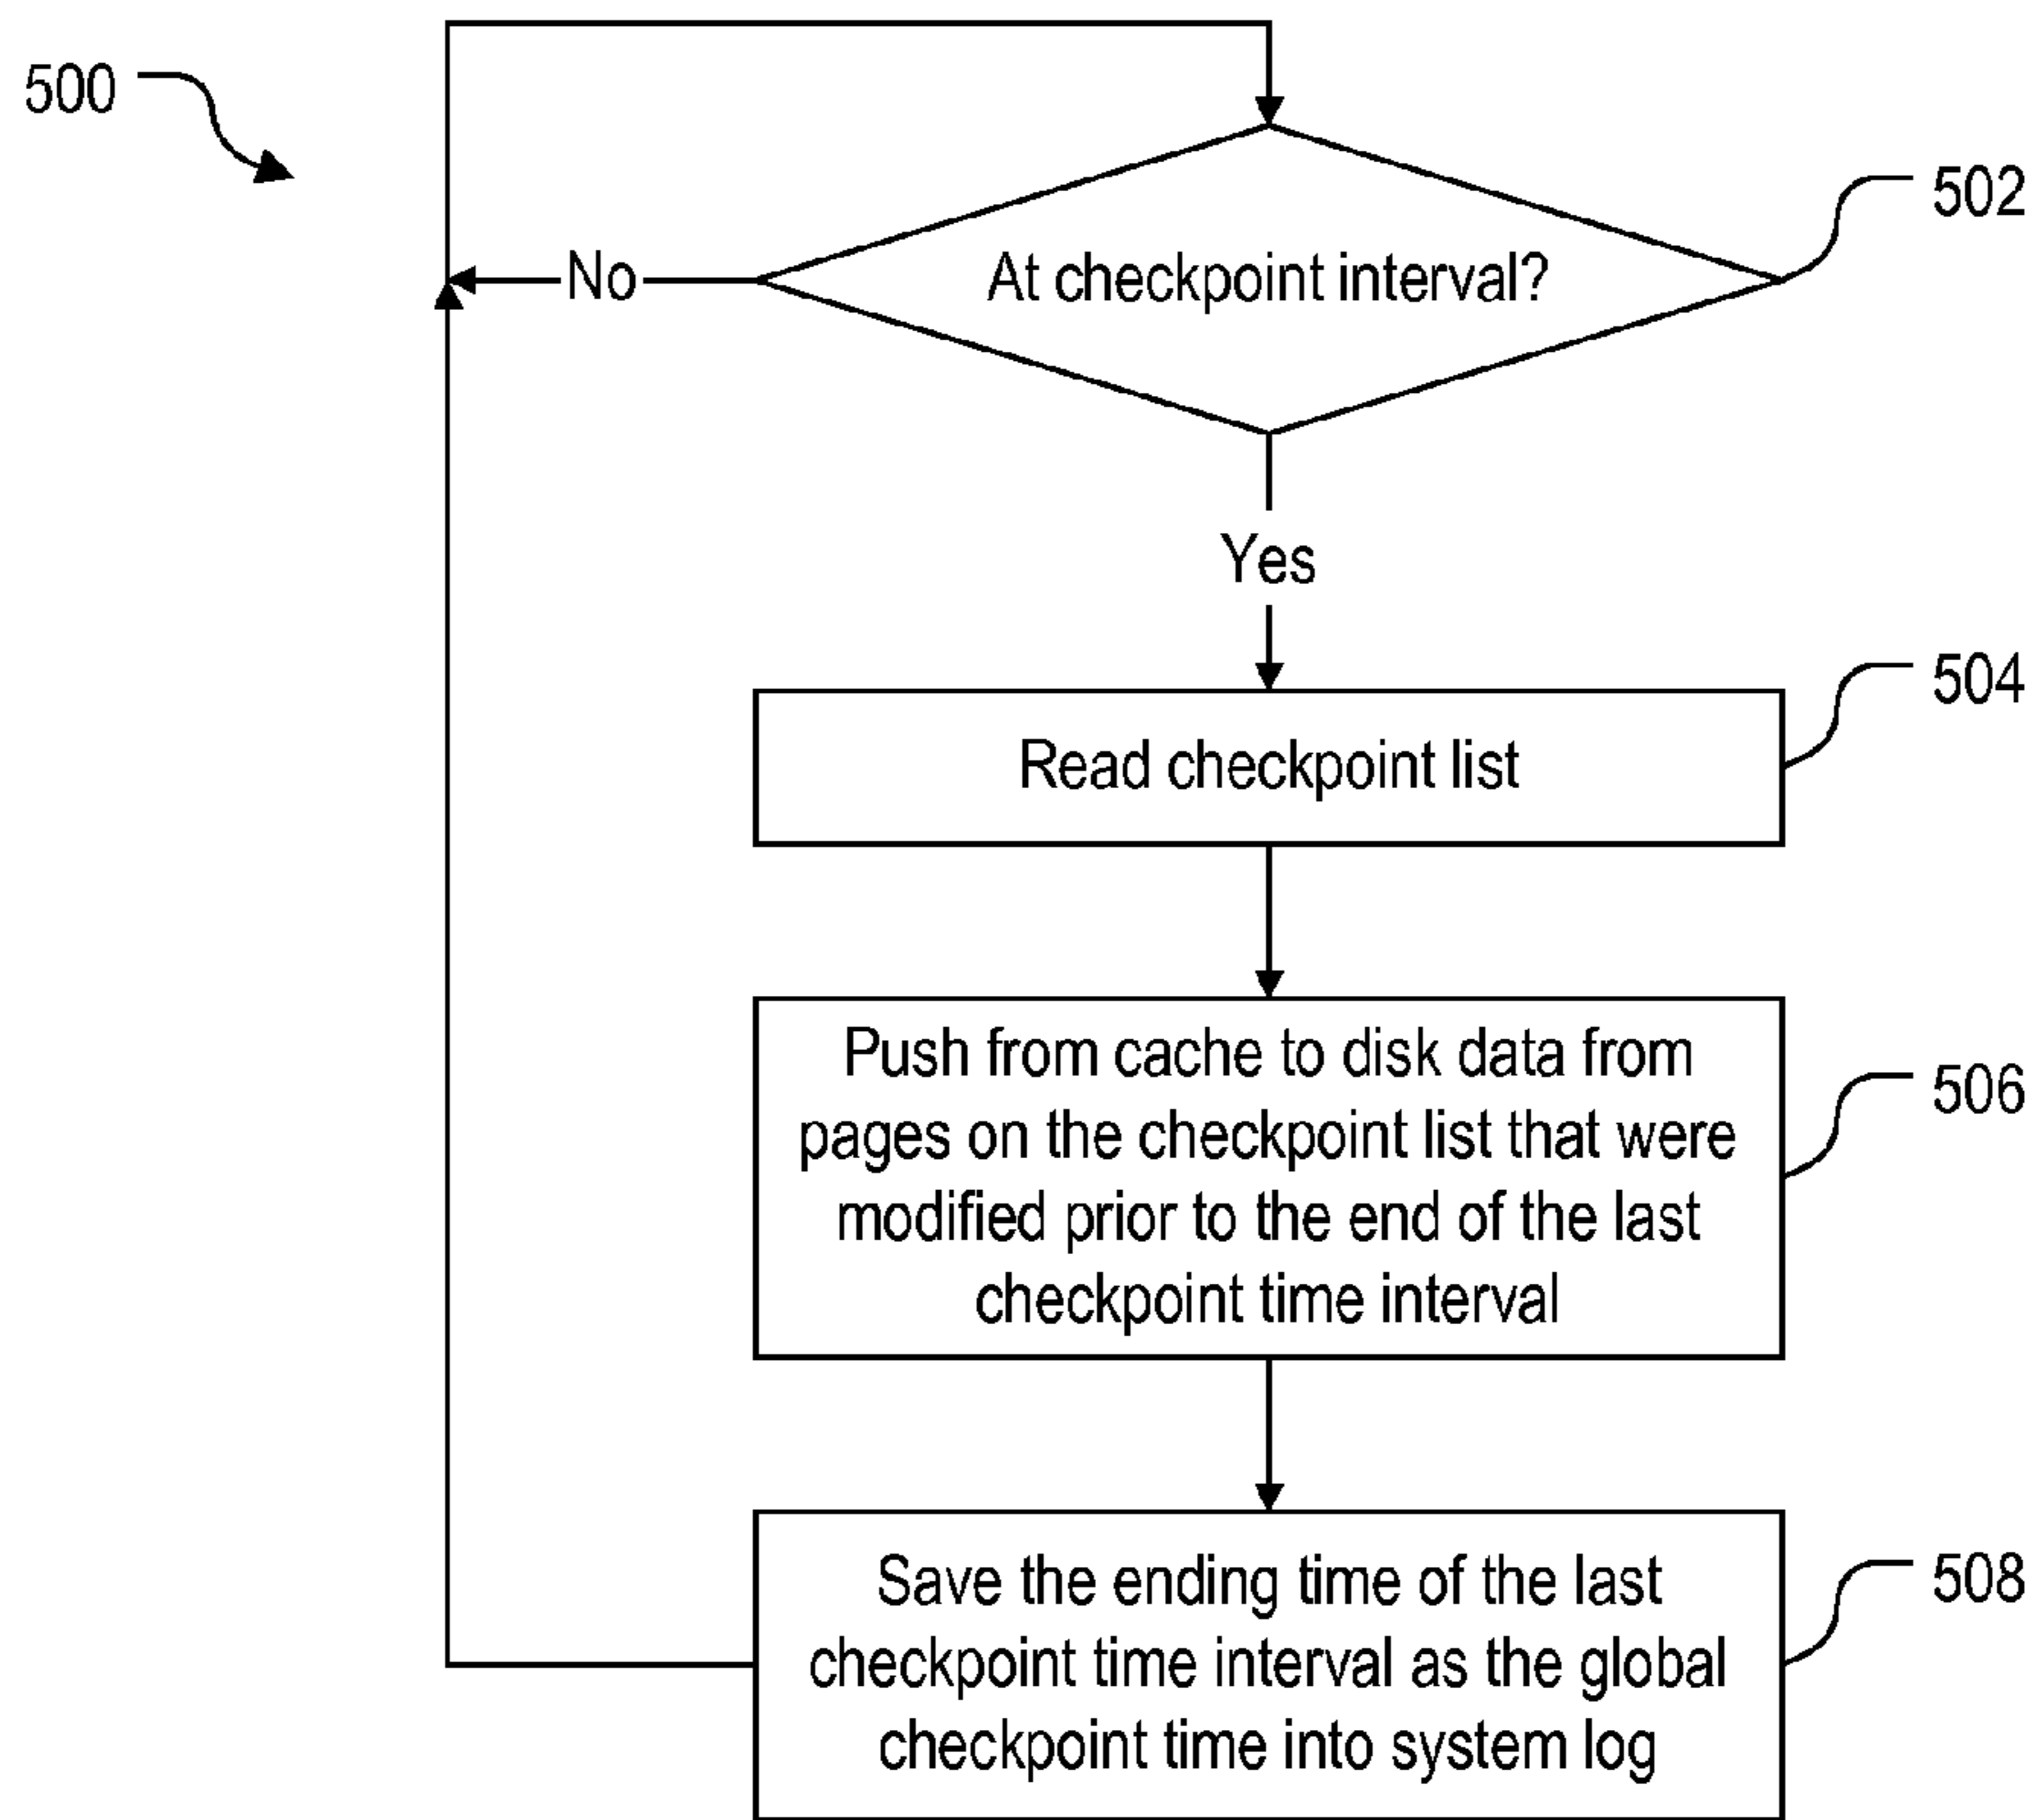 500
502
At checkpoint interval?
No
Yes
504
Read checkpoint list
Push from cache to disk data from
pages on the checkpoint list that were
modified prior to the end of the last
checkpoint time interval
506
Save the ending time of the last
checkpoint time interval as the global
checkpoint time into system log
508